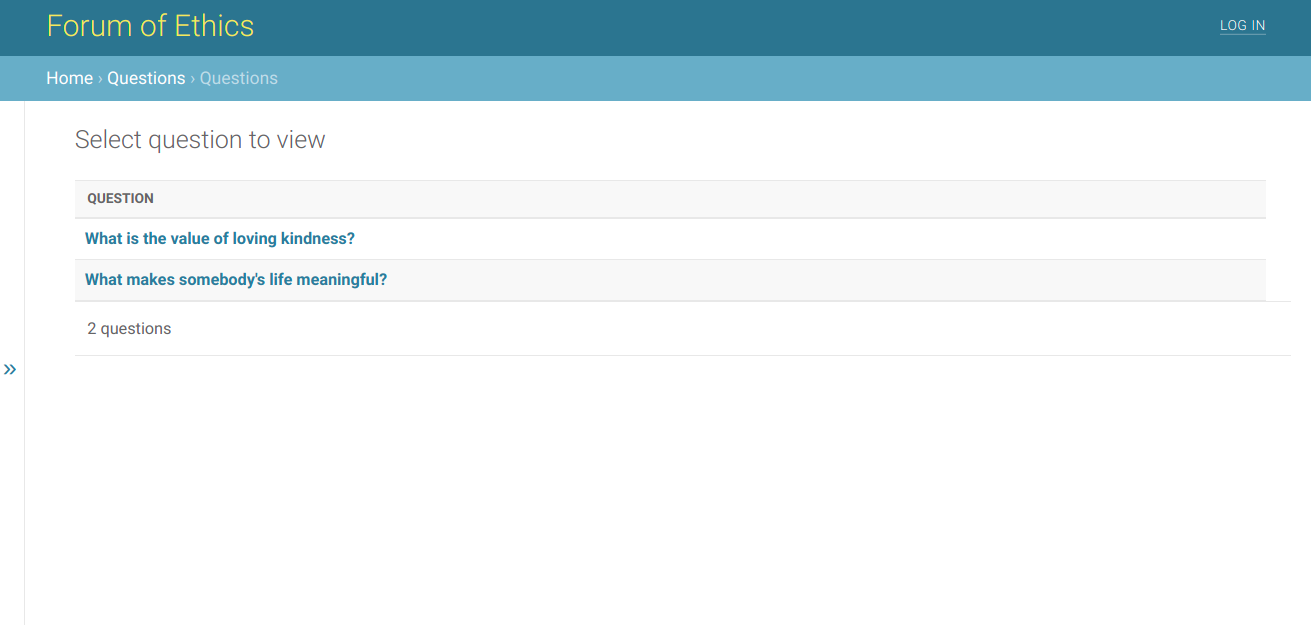 Forum of Ethics
LOG IN
Home › Questions › Questions
Select question to view
QUESTION
What is the value of loving kindness?
What makes somebody's life meaningful?
2 questions
»